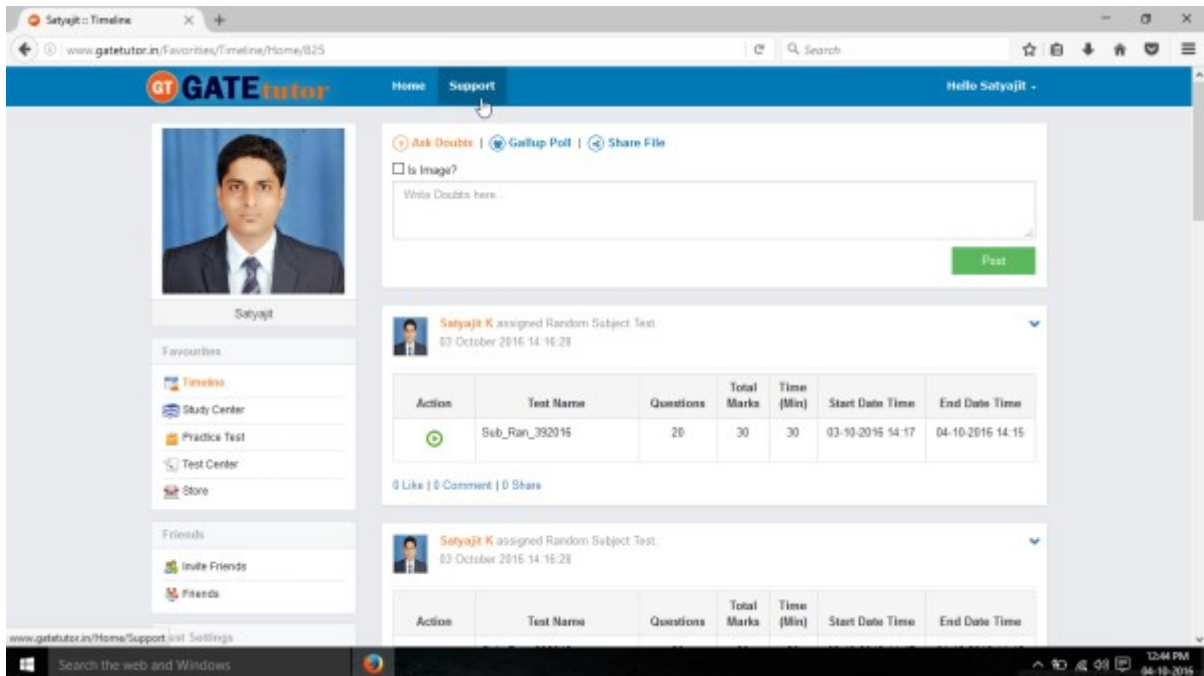 Satyajit :: Timeline
www.gatetutor.in/Favorities/Timeline/Home/825
Search
GT GATE tutor
Home Support
Hello Satyajit
Ask Doubts | Gallup Poll | Share File
Is Image?
Write Doubts here...
Post
Satyajit
Favourites
Timeline
Study Center
Practice Test
Test Center
Store
Friends
Invite Friends
Friends
Satyajit K assigned Random Subject Test.
03 October 2016 14:16:28
Action Test Name Questions Total Marks Time (Min) Start Date Time End Date Time
Sub_Ran_392016 20 30 30 03-10-2016 14:17 04-10-2016 14:15
0 Like | 0 Comment | 0 Share
Satyajit K assigned Random Subject Test.
03 October 2016 14:16:28
Action Test Name Questions Total Marks Time (Min) Start Date Time End Date Time
www.gatetutor.in/Home/Support Settings
Search the web and Windows
12:44 PM
04-10-2016